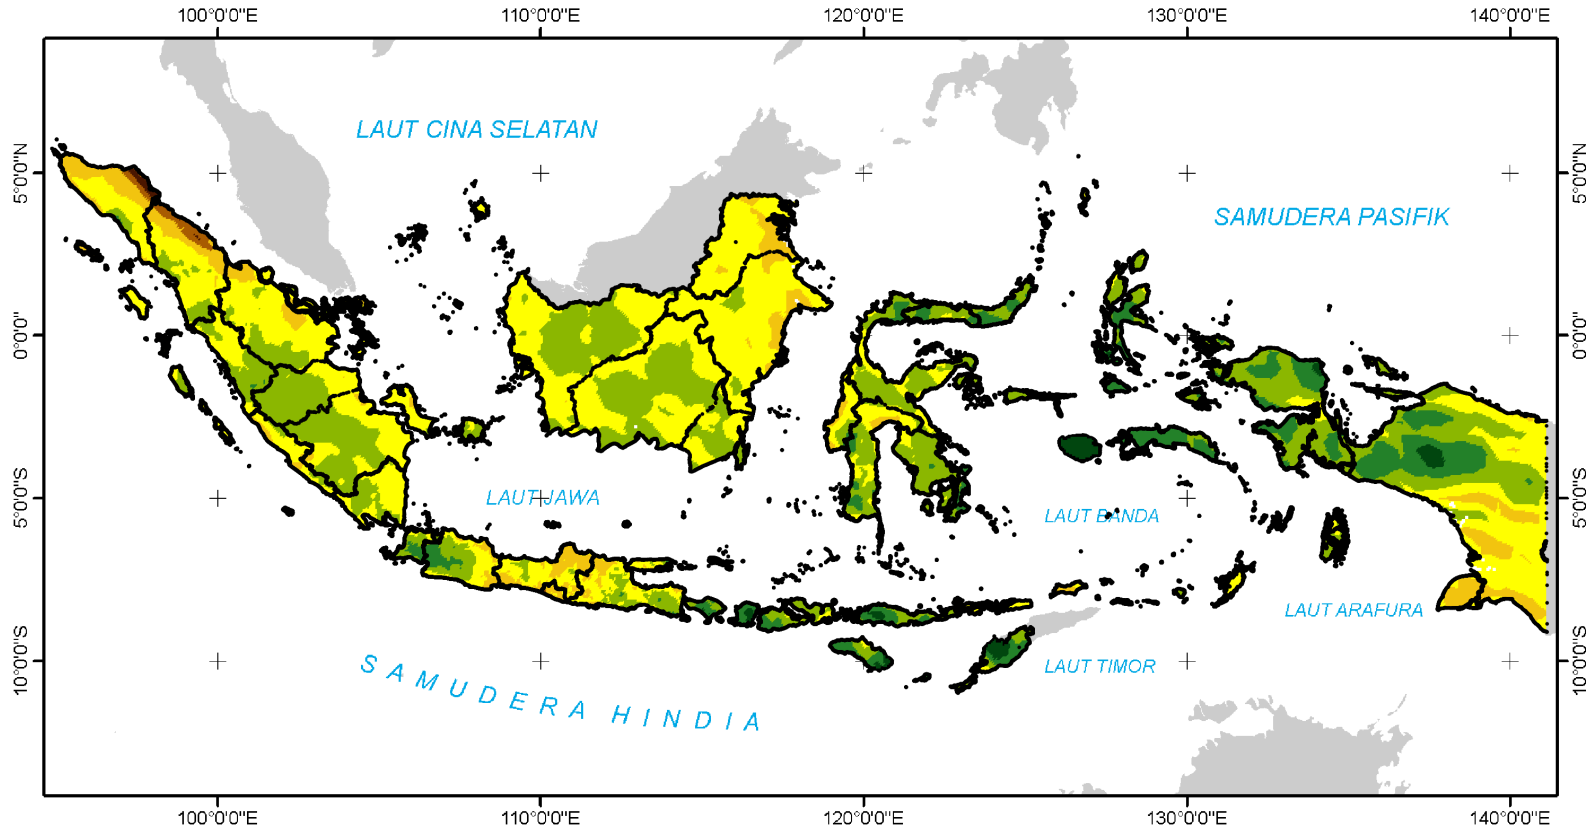 100°0'0"E 110°0'0"E 120°0'0"E 130°0'0"E 140°0'0"E
LAUT CINA SELATAN
5°0'0"N 5°0'0"N
SAMUDERA PASIFIK
0°0'0" 0°0'0"
5°0'0"S LAUT JAWA 5°0'0"S
LAUT BANDA
LAUT ARAFURA
10°0'0"S LAUT TIMOR 10°0'0"S
SAMUDERA HINDIA
100°0'0"E 110°0'0"E 120°0'0"E 130°0'0"E 140°0'0"E